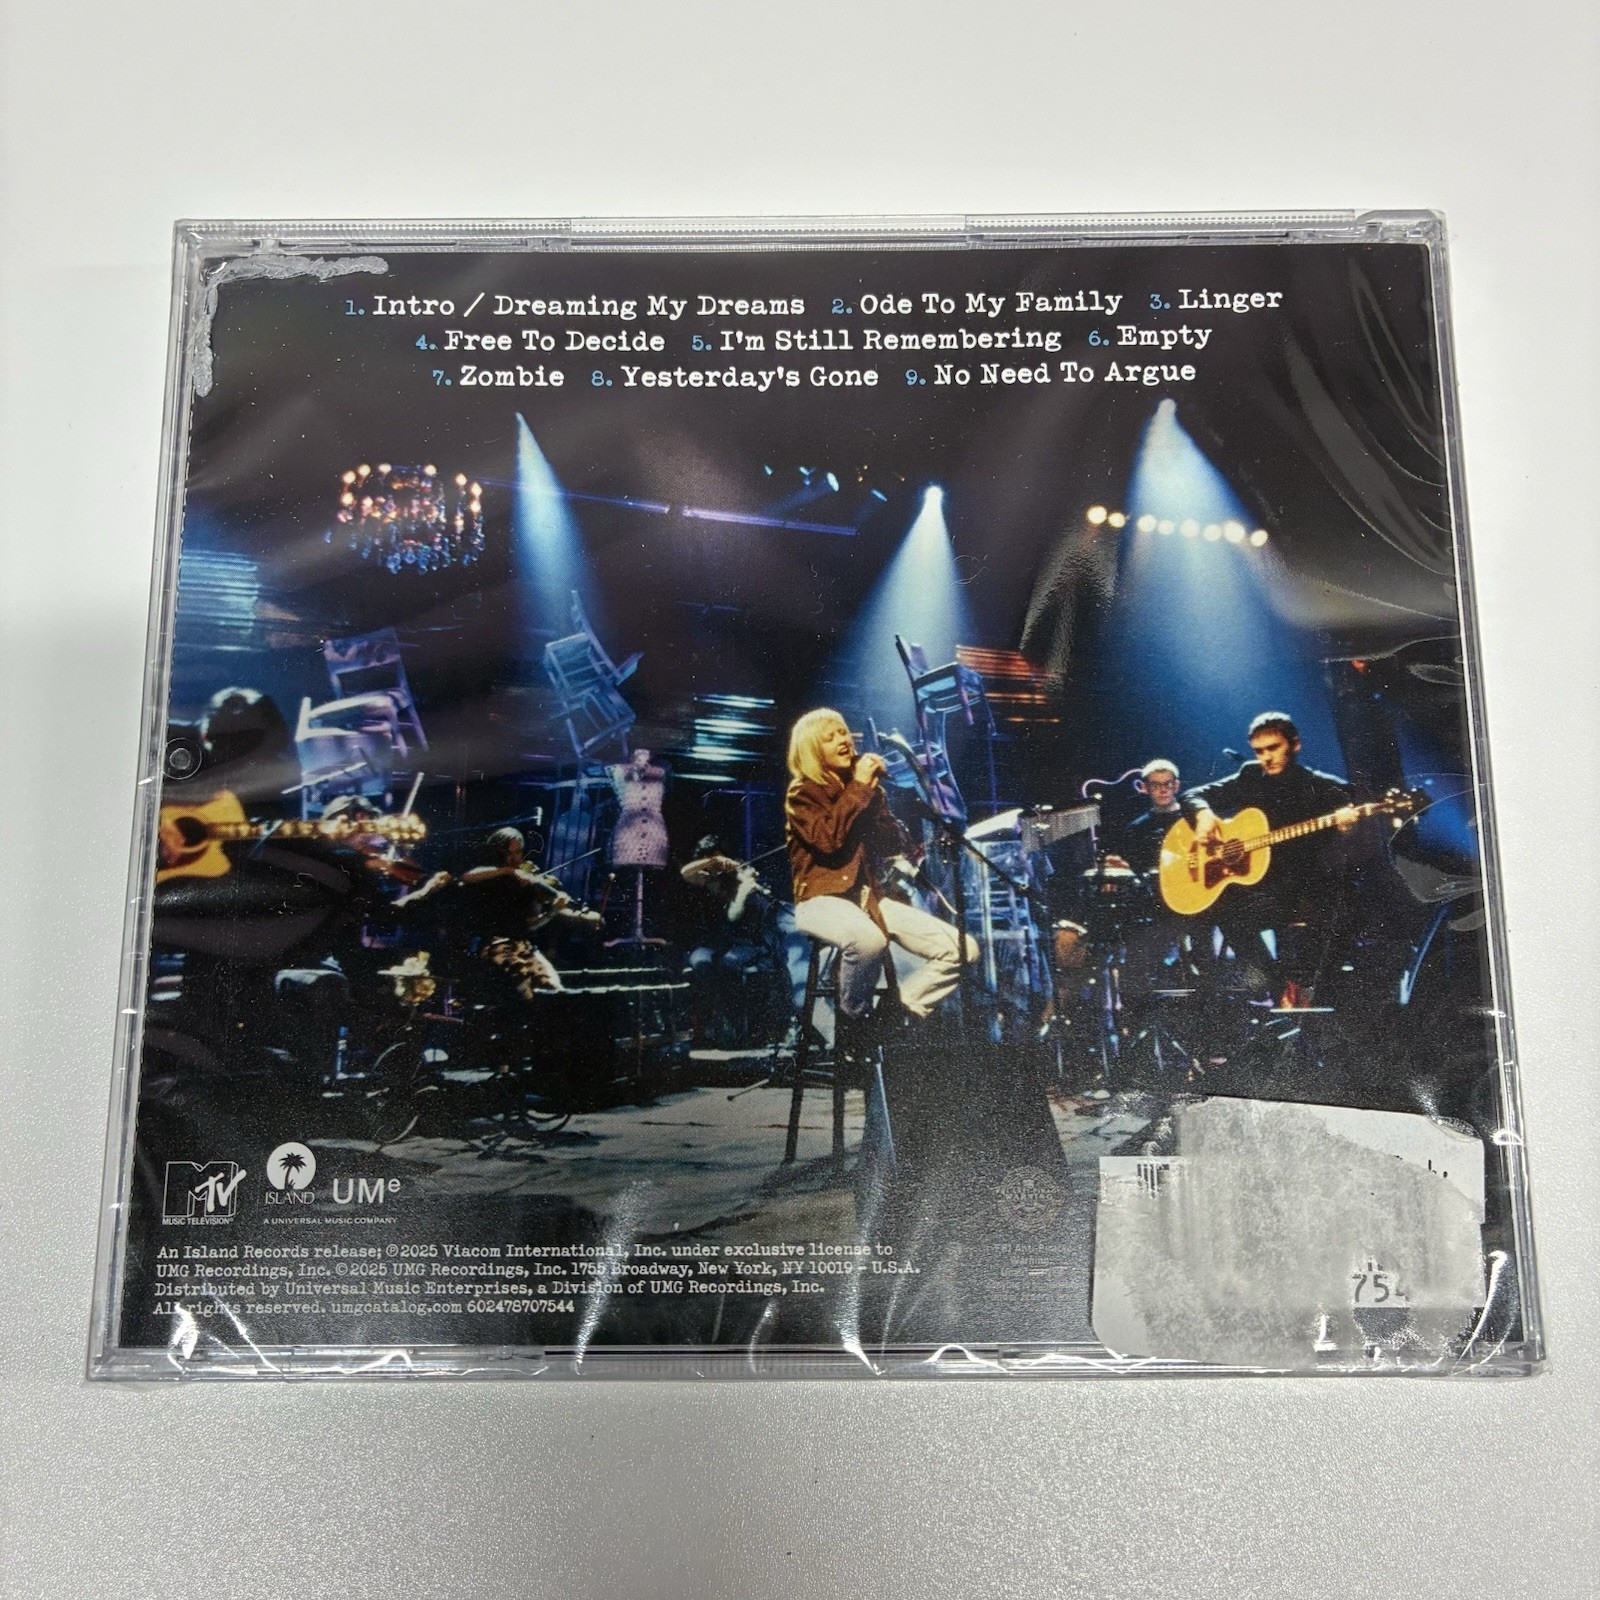 1. Intro / Dreaming My Dreams 2. Ode To My Family 3. Linger
4. Free To Decide 5. I'm Still Remembering 6. Empty
7. Zombie 8. Yesterday's Gone 9. No Need To Argue
MTV
MUSIC TELEVISION®
ISLAND
UMe
A UNIVERSAL MUSIC COMPANY
An Island Records release; ℗2025 Viacom International, Inc. under exclusive license to
UMG Recordings, Inc. ©2025 UMG Recordings, Inc. 1755 Broadway, New York, NY 10019 - U.S.A.
Distributed by Universal Music Enterprises, a Division of UMG Recordings, Inc.
All rights reserved. umgcatalog.com 602478707544